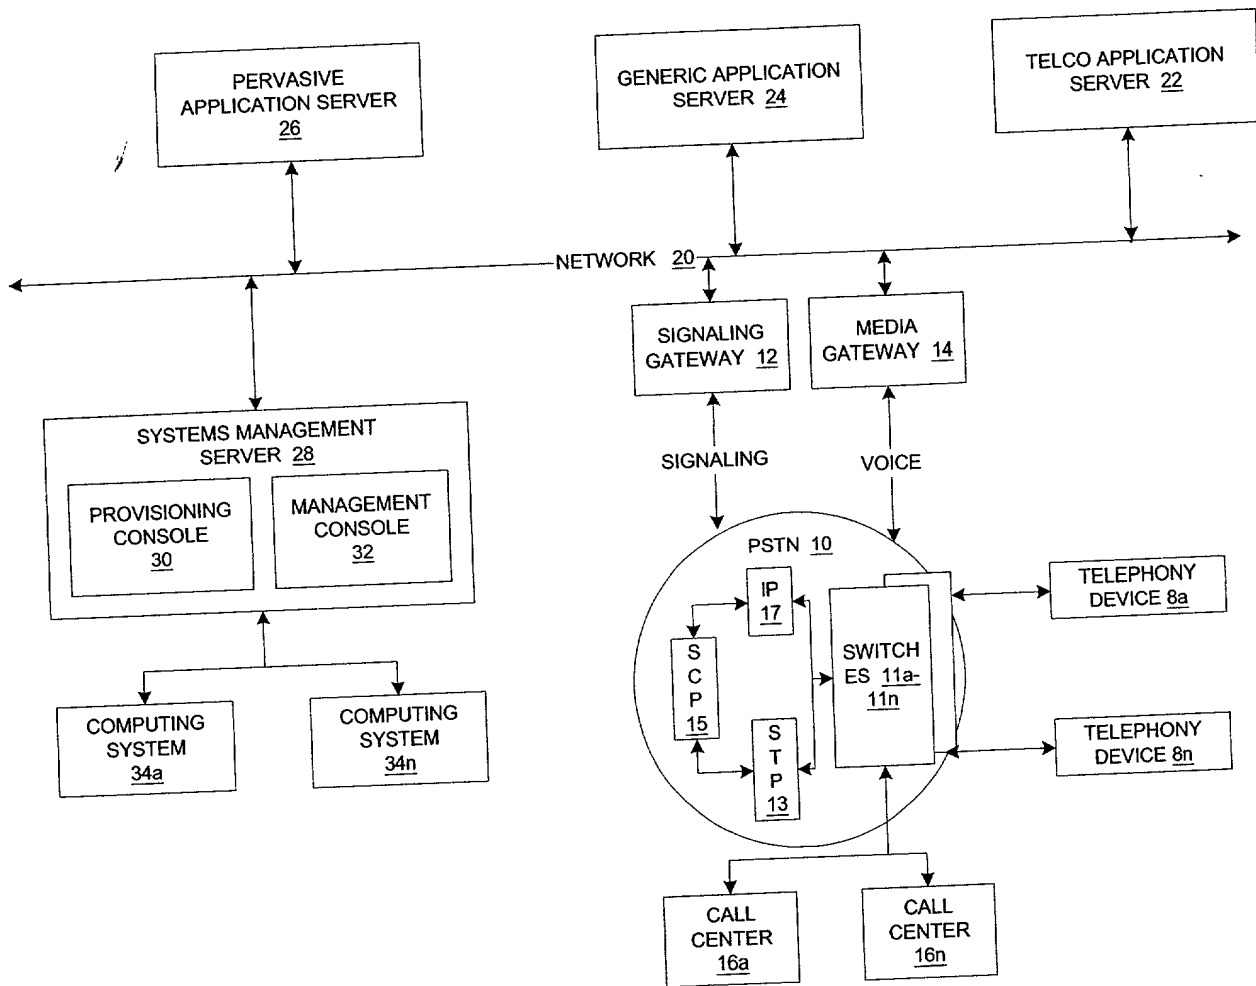 PERVASIVE
APPLICATION SERVER
26
GENERIC APPLICATION
SERVER 24
TELCO APPLICATION
SERVER 22
NETWORK 20
SIGNALING
GATEWAY 12
MEDIA
GATEWAY 14
SYSTEMS MANAGEMENT
SERVER 28
PROVISIONING
CONSOLE
30
MANAGEMENT
CONSOLE
32
SIGNALING
VOICE
PSTN 10
IP
17
S
C
P
15
S
T
P
13
SWITCH
ES 11a-
11n
TELEPHONY
DEVICE 8a
TELEPHONY
DEVICE 8n
COMPUTING
SYSTEM
34a
COMPUTING
SYSTEM
34n
CALL
CENTER
16a
CALL
CENTER
16n